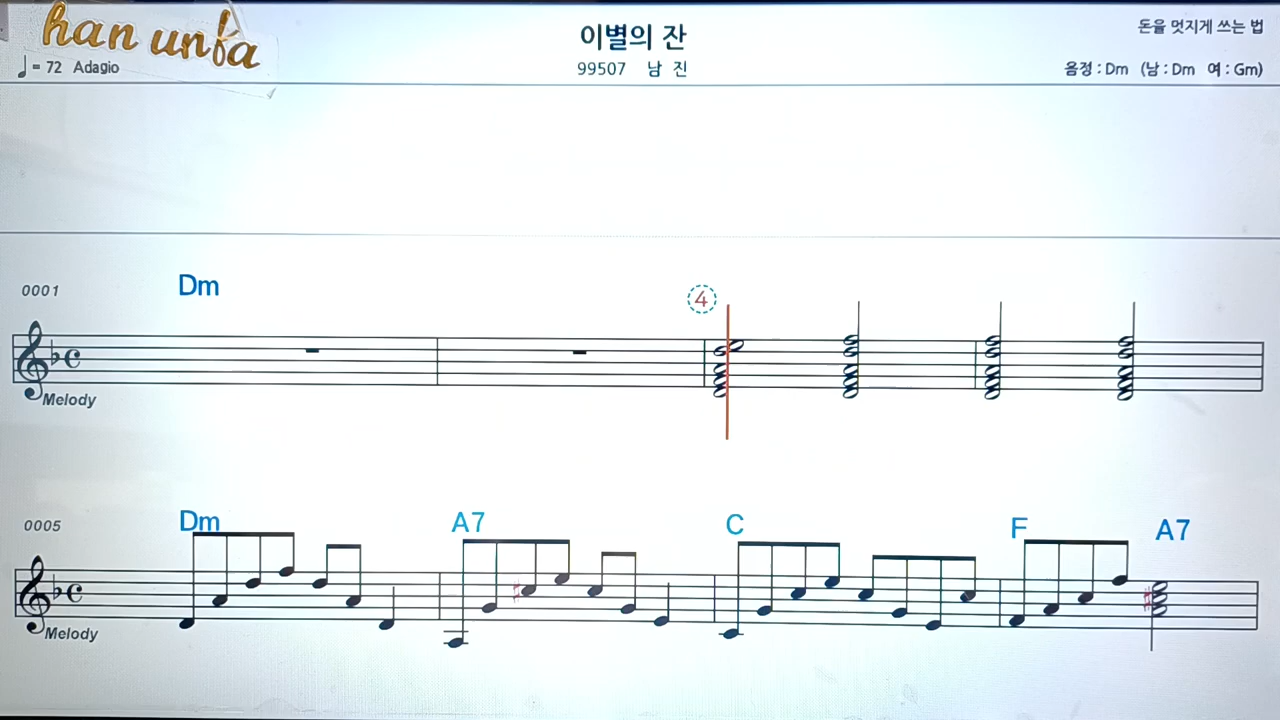 han unfa
이별의 잔
돈을 멋지게 쓰는 법
♩= 72 Adagio
99507 남 진
음정 : Dm (남 : Dm 여 : Gm)
0001
Dm
4
Melody
0005
Dm A7 C F A7
Melody